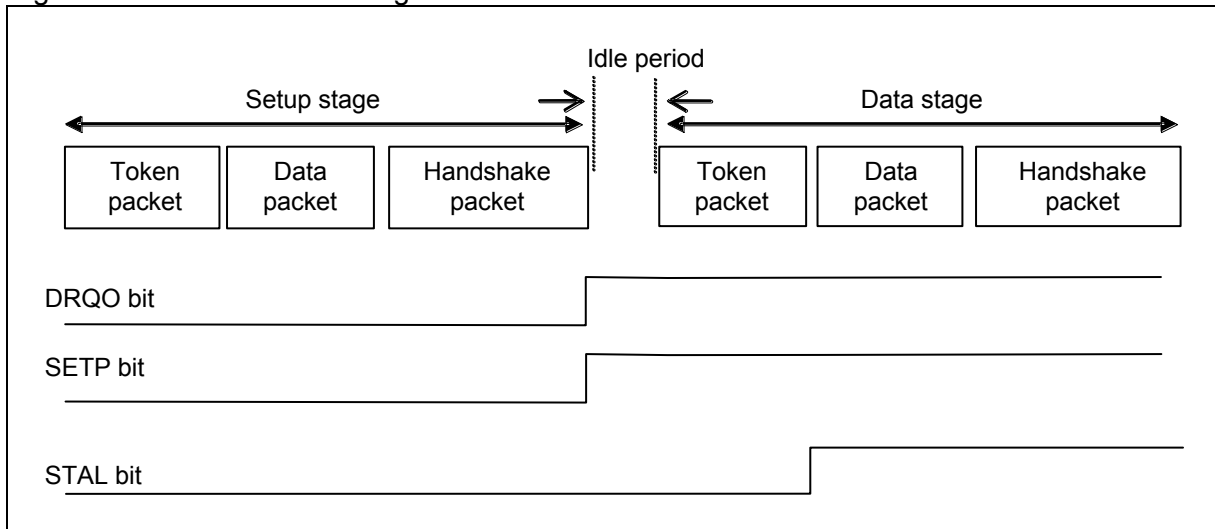 Idle period
Setup stage
Data stage
Token
packet
Data
packet
Handshake
packet
Token
packet
Data
packet
Handshake
packet
DRQO bit
SETP bit
STAL bit